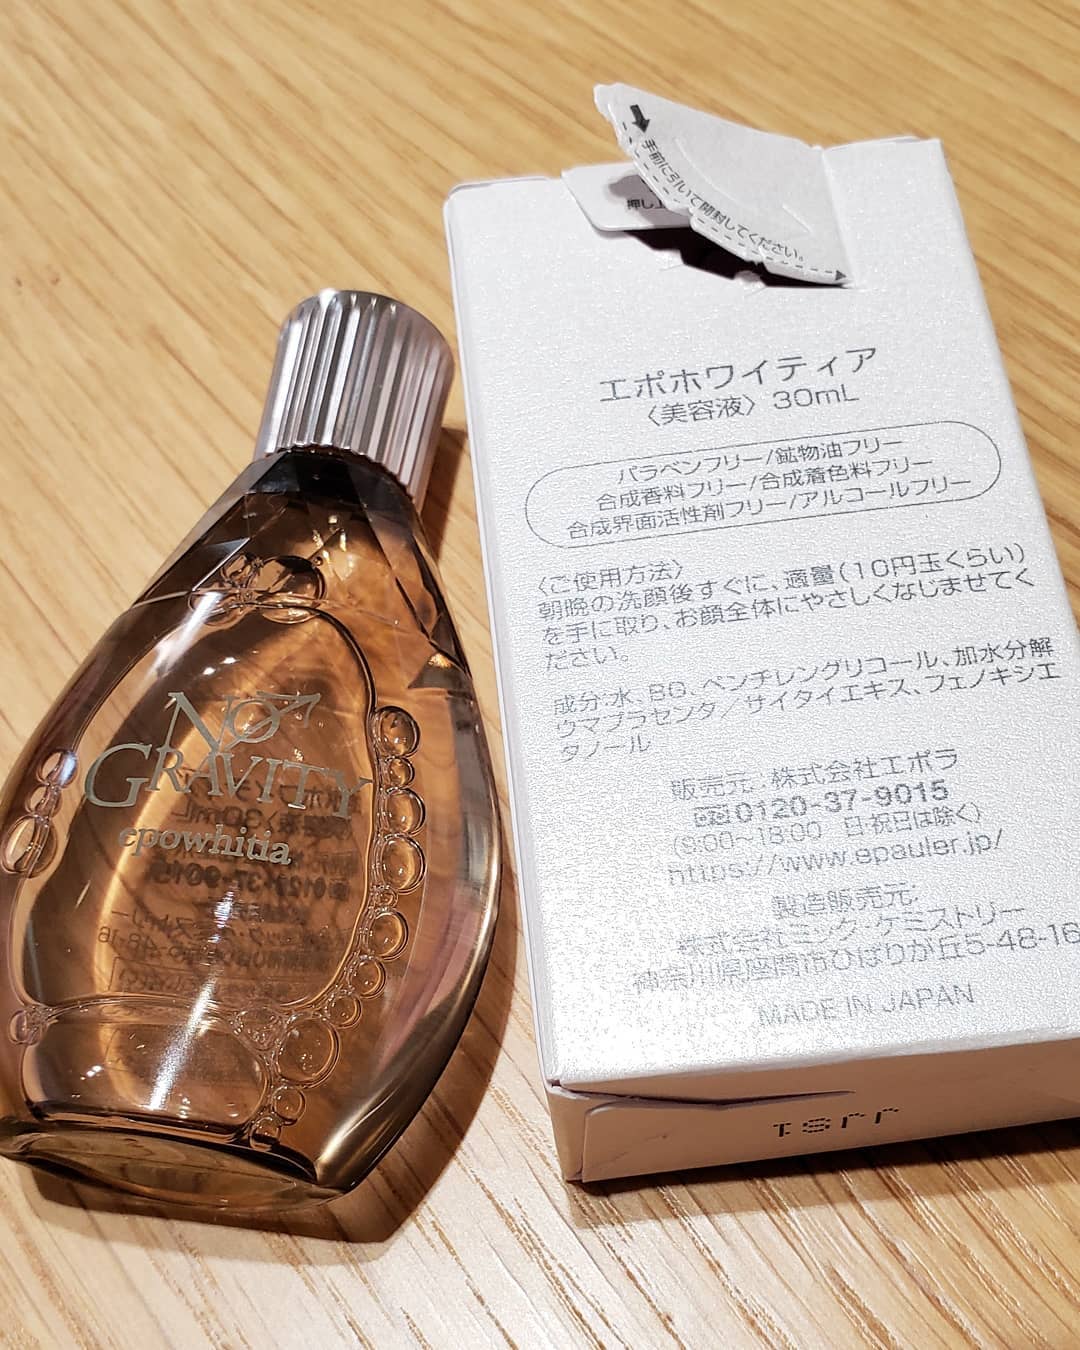 手前に引いて開封してください。
押し上
エポホワイティア
〈美容液〉30mL
パラベンフリー/鉱物油フリー
合成香料フリー/合成着色料フリー
合成界面活性剤フリー/アルコールフリー
〈ご使用方法〉
朝晩の洗顔後すぐに、適量(10円玉くらい)
を手に取り、お顔全体にやさしくなじませてく
ださい。
成分:水、BG、ペンチレングリコール、加水分解
ウマプラセンタ/サイタイエキス、フェノキシエ
タノール
販売元:株式会社エポラ
0120-37-9015
(9:00~18:00 日・祝日は除く)
https://www.epauler.jp/
製造販売元:
株式会社ミック・ケミストリー
神奈川県座間市ひばりが丘5-48-16
MADE IN JAPAN
No
GRAVITY
epowhitia